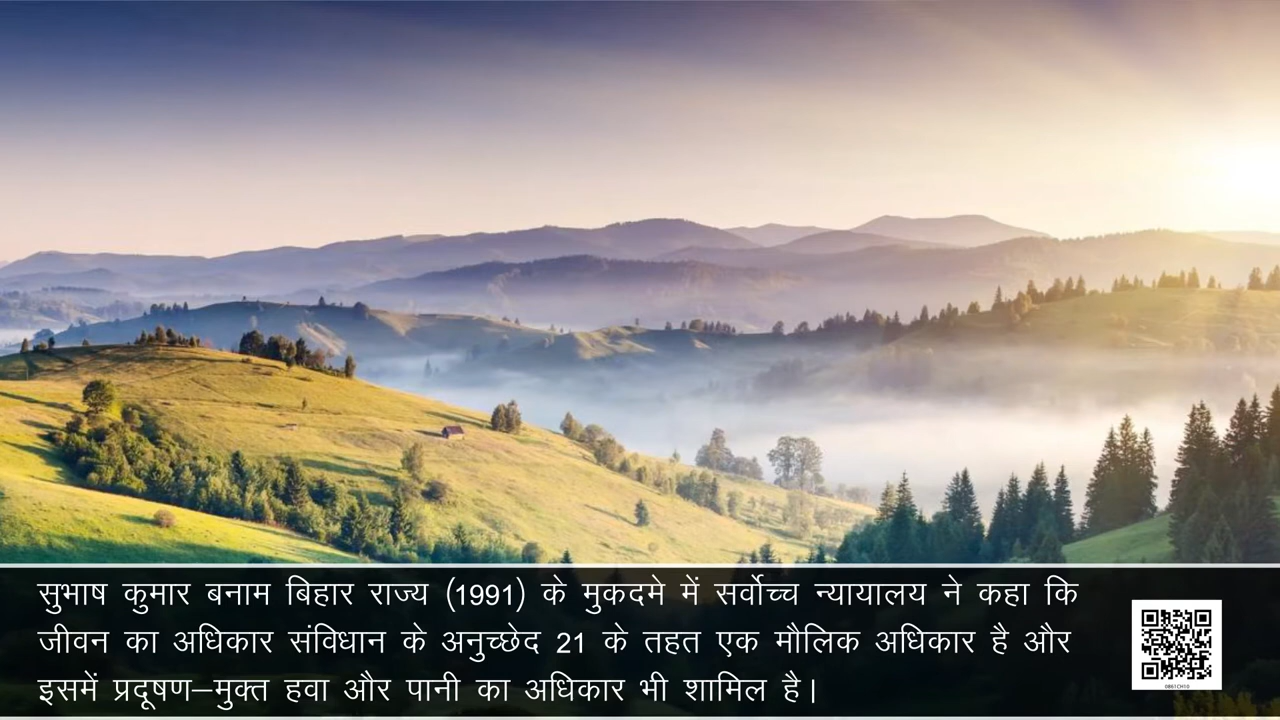 सुभाष कुमार बनाम बिहार राज्य (1991) के मुकदमे में सर्वोच्च न्यायालय ने कहा कि
जीवन का अधिकार संविधान के अनुच्छेद 21 के तहत एक मौलिक अधिकार है और
इसमें प्रदूषण–मुक्त हवा और पानी का अधिकार भी शामिल है।
0861CH10